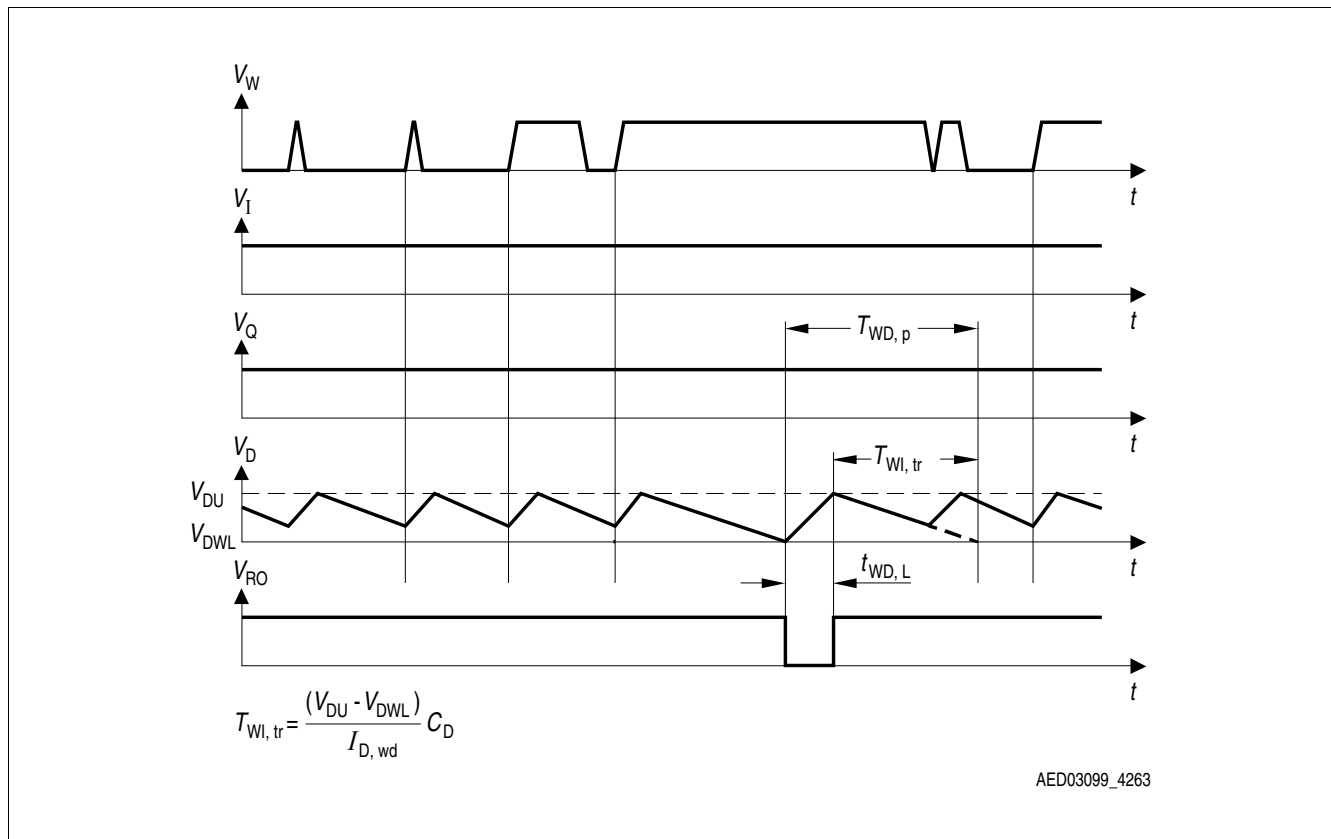 V_W
t
V_I
t
V_Q
T_WD, p
t
V_D
T_WI, tr
V_DU
V_DWL
t
t_WD, L
V_RO
t
T_WI, tr = (V_DU - V_DWL) / I_D, wd C_D
AED03099_4263